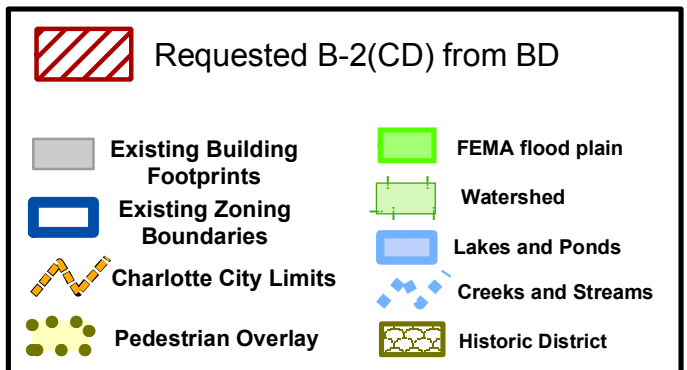 Requested B-2(CD) from BD
Existing Building
Footprints
Existing Zoning
Boundaries
Charlotte City Limits
Pedestrian Overlay
FEMA flood plain
Watershed
Lakes and Ponds
Creeks and Streams
Historic District